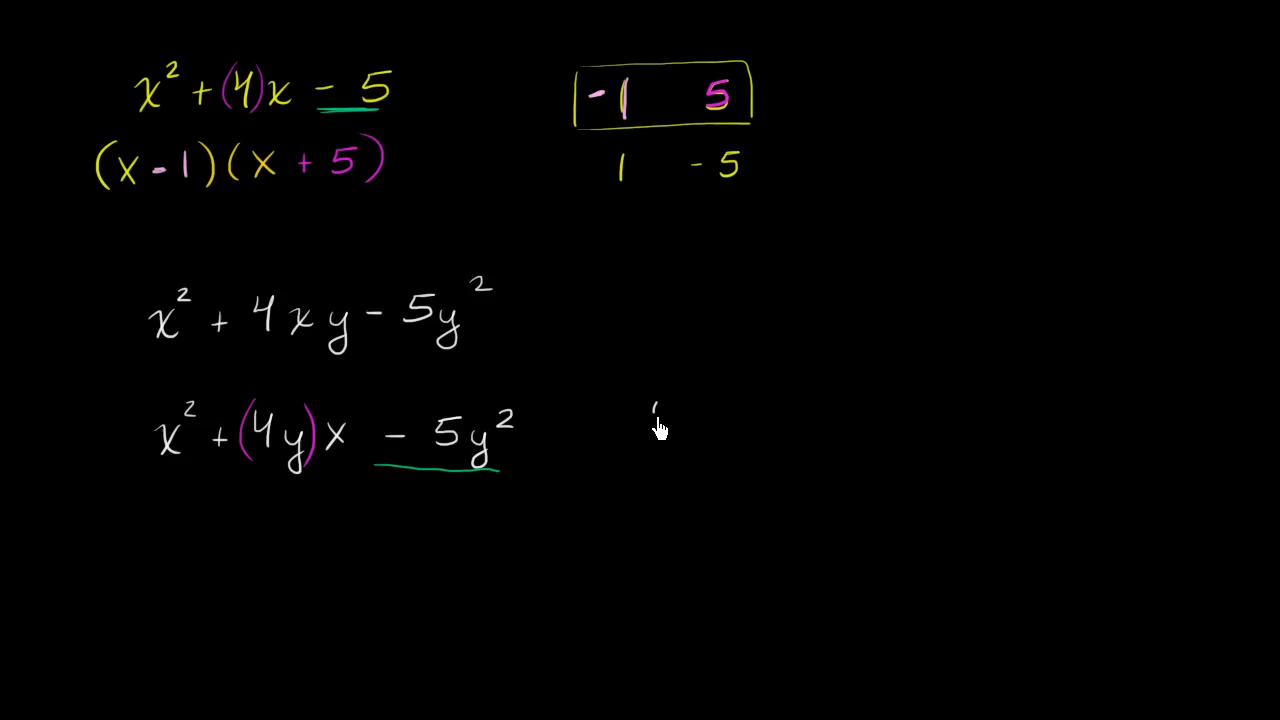 x² + (4)x - 5
-1 5
(x - 1)(x + 5)
1 - 5
x² + 4xy - 5y²
x² + (4y)x - 5y²